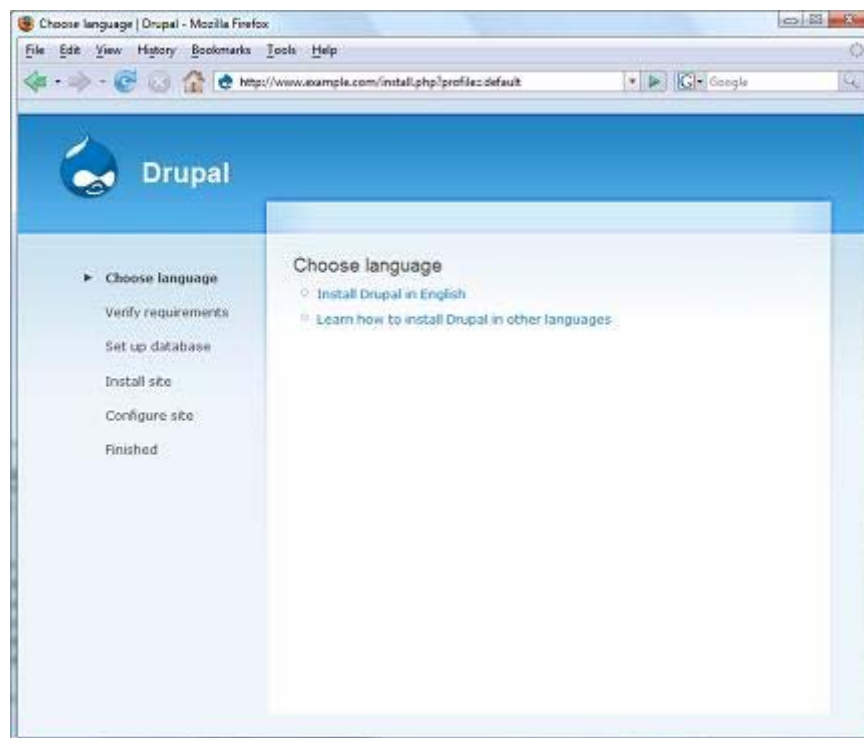 Choose language | Drupal - Mozilla Firefox
File Edit View History Bookmarks Tools Help
http://www.example.com/install.php?profile=default
Google
Drupal
Choose language
Verify requirements
Set up database
Install site
Configure site
Finished
Choose language
Install Drupal in English
Learn how to install Drupal in other languages